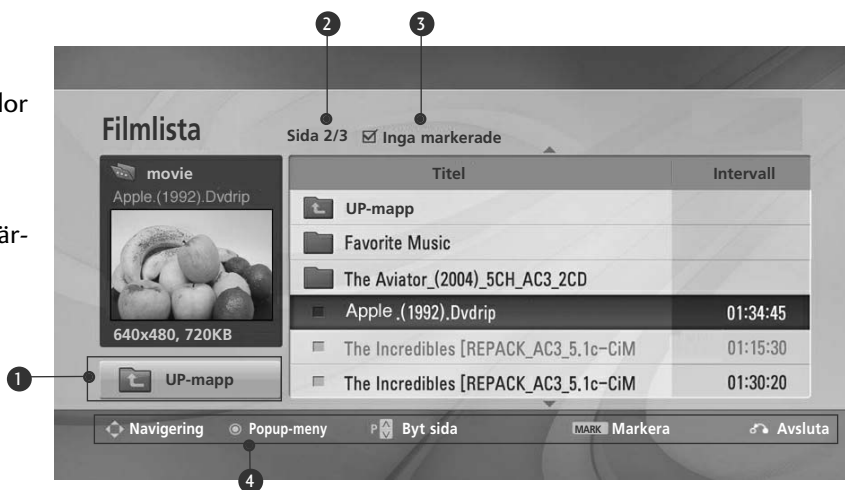 2 3
lor
är-
Filmlista
Sida 2/3 Inga markerade
movie
Apple.(1992).Dvdrip
640x480, 720KB
1
UP-mapp
Titel Intervall
UP-mapp
Favorite Music
The Aviator_(2004)_5CH_AC3_2CD
Apple .(1992).Dvdrip 01:34:45
The Incredibles [REPACK_AC3_5.1c-CiM 01:15:30
The Incredibles [REPACK_AC3_5.1c-CiM 01:30:20
Navigering Popup-meny P Byt sida MARK Markera Avsluta
4